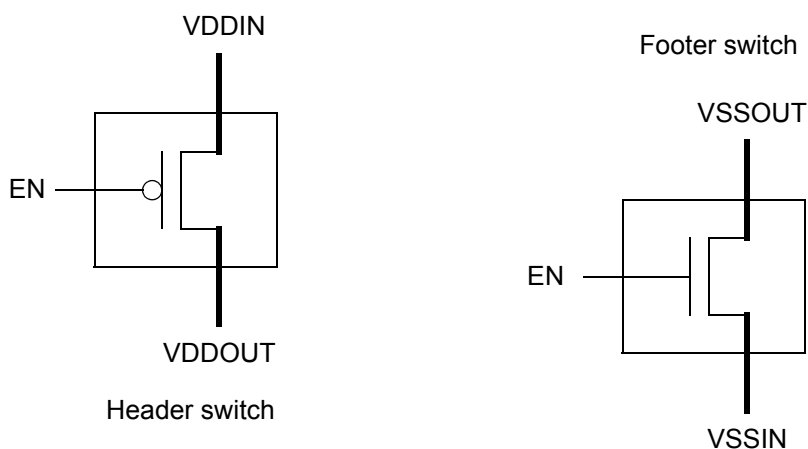 VDDIN
EN
VDDOUT
Header switch
Footer switch
VSSOUT
EN
VSSIN